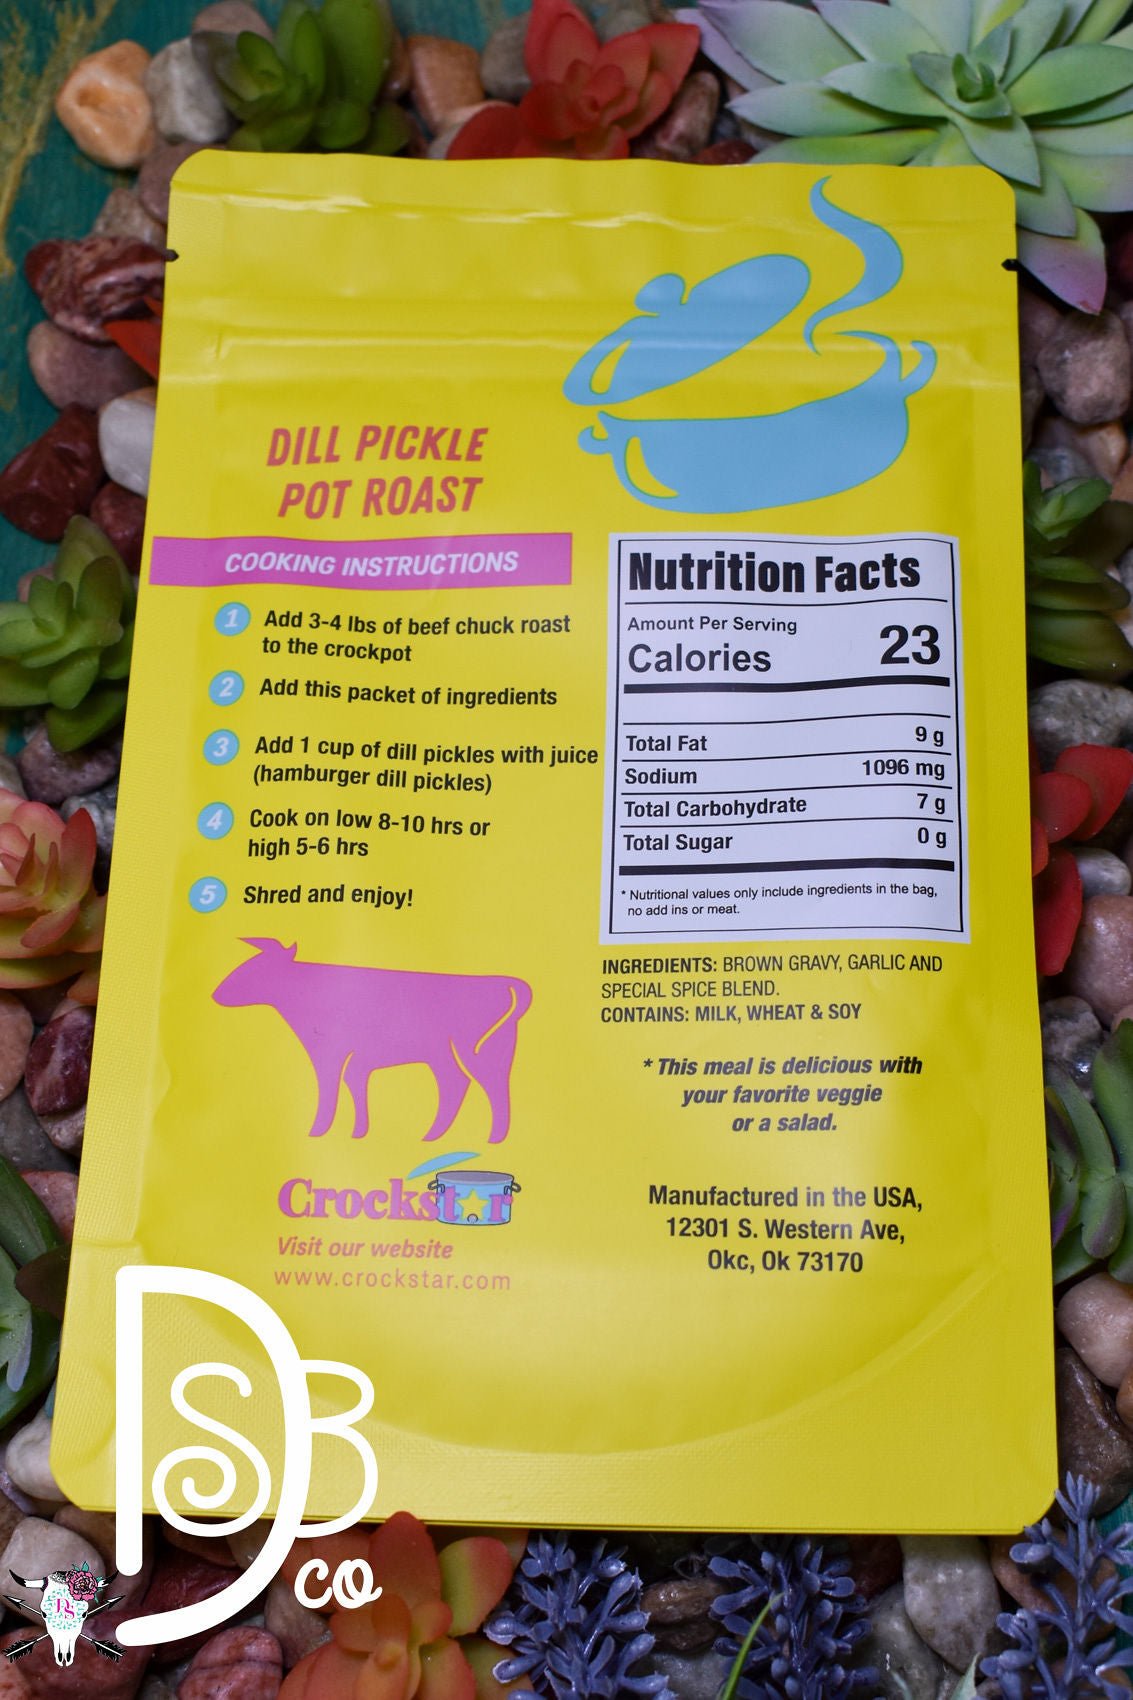 DILL PICKLE
POT ROAST
COOKING INSTRUCTIONS
1 Add 3-4 lbs of beef chuck roast
to the crockpot
2 Add this packet of ingredients
3 Add 1 cup of dill pickles with juice
(hamburger dill pickles)
4 Cook on low 8-10 hrs or
high 5-6 hrs
5 Shred and enjoy!
Crockstar
Visit our website
www.crockstar.com
Nutrition Facts
Amount Per Serving
Calories 23
Total Fat 9 g
Sodium 1096 mg
Total Carbohydrate 7 g
Total Sugar 0 g
* Nutritional values only include ingredients in the bag,
no add ins or meat.
INGREDIENTS: BROWN GRAVY, GARLIC AND
SPECIAL SPICE BLEND.
CONTAINS: MILK, WHEAT & SOY
* This meal is delicious with
your favorite veggie
or a salad.
Manufactured in the USA,
12301 S. Western Ave,
Okc, Ok 73170
DSB
co